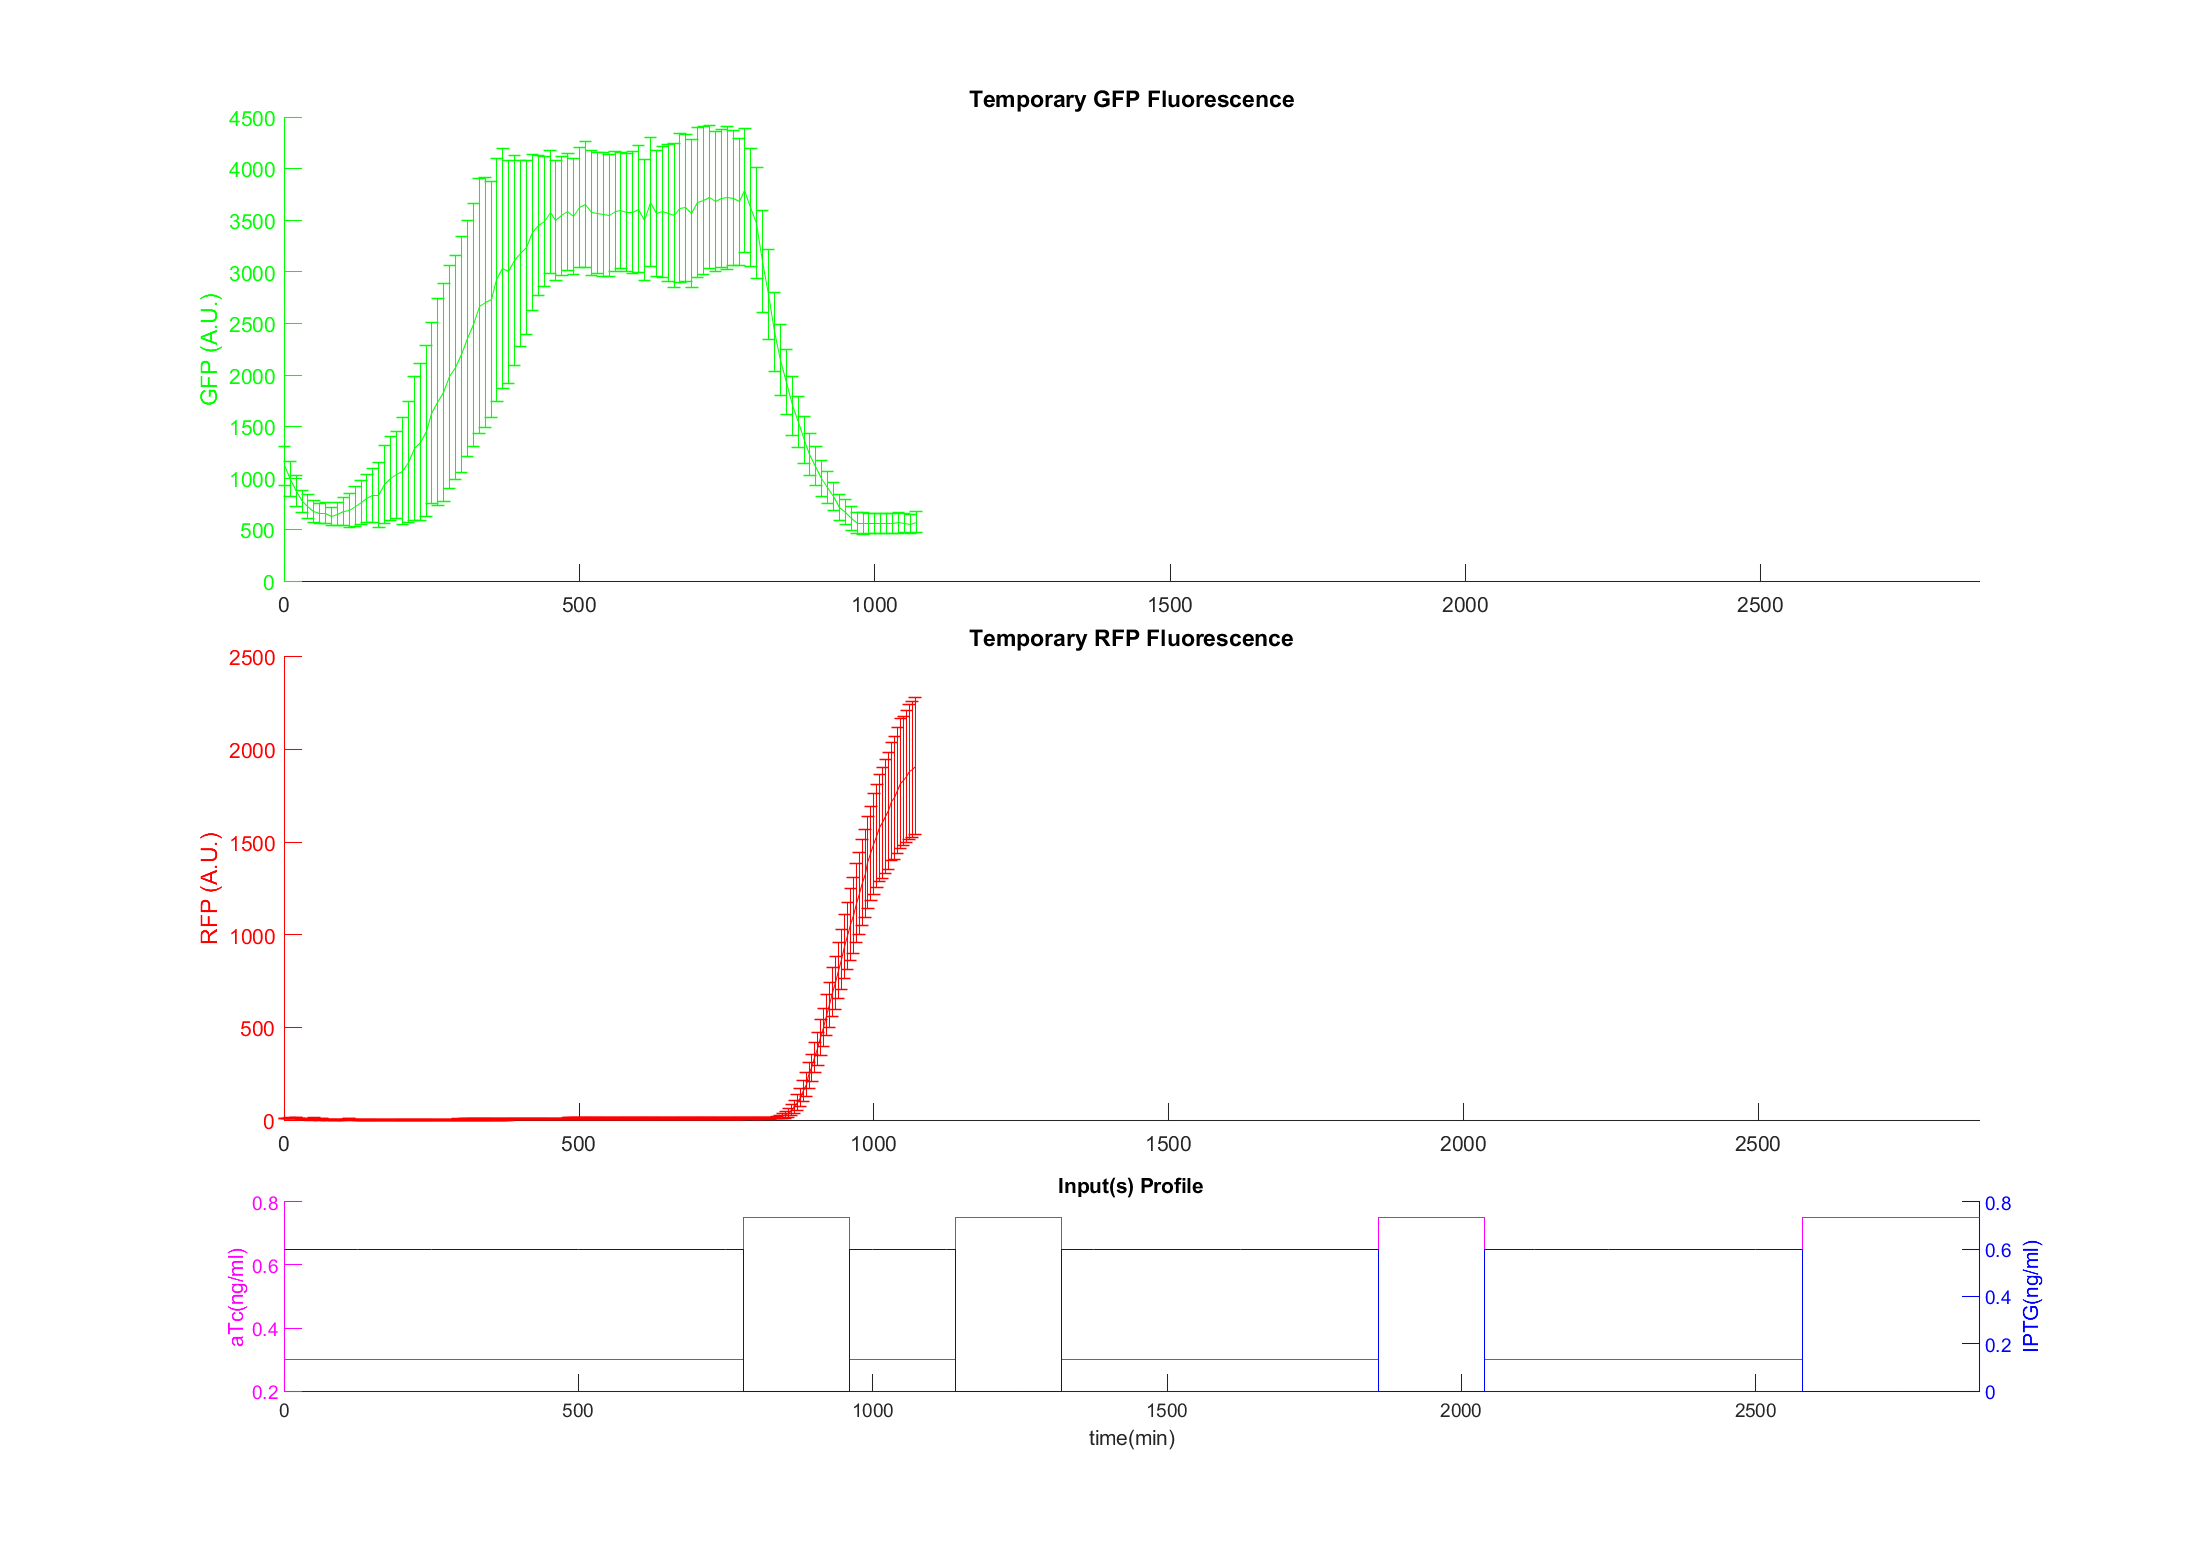 Temporary GFP Fluorescence
4500
4000
3500
3000
2500
2000
1500
1000
500
0
GFP (A.U.)
0 500 1000 1500 2000 2500
Temporary RFP Fluorescence
2500
2000
1500
1000
500
0
RFP (A.U.)
0 500 1000 1500 2000 2500
Input(s) Profile
0.8
0.6
0.4
0.2
aTc(ng/ml)
0.8
0.6
0.4
0.2
0
IPTG(ng/ml)
0 500 1000 1500 2000 2500
time(min)